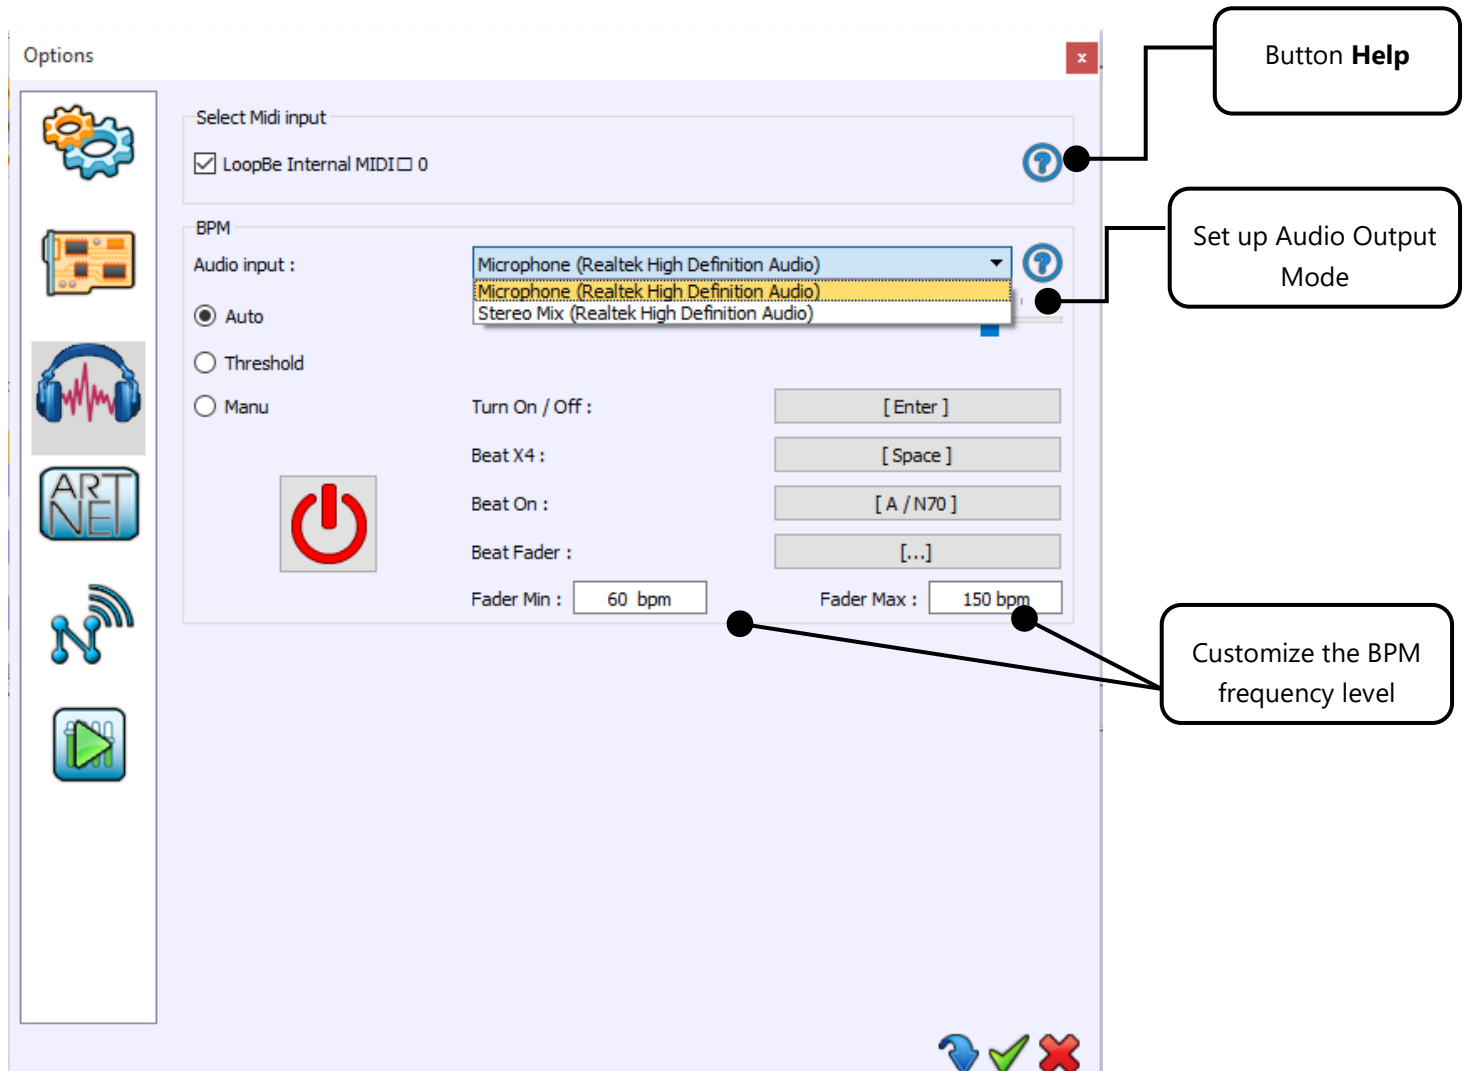 Options
x
Button Help
Select Midi input
LoopBe Internal MIDI□ 0
?
BPM
Audio input :
Microphone (Realtek High Definition Audio)
?
Microphone (Realtek High Definition Audio)
Stereo Mix (Realtek High Definition Audio)
Set up Audio Output
Mode
Auto
Threshold
Manu
Turn On / Off :
[ Enter ]
Beat X4 :
[ Space ]
ART
NET
Beat On :
[ A / N70 ]
Beat Fader :
[...]
Fader Min :
60 bpm
Fader Max :
150 bpm
N
Customize the BPM
frequency level